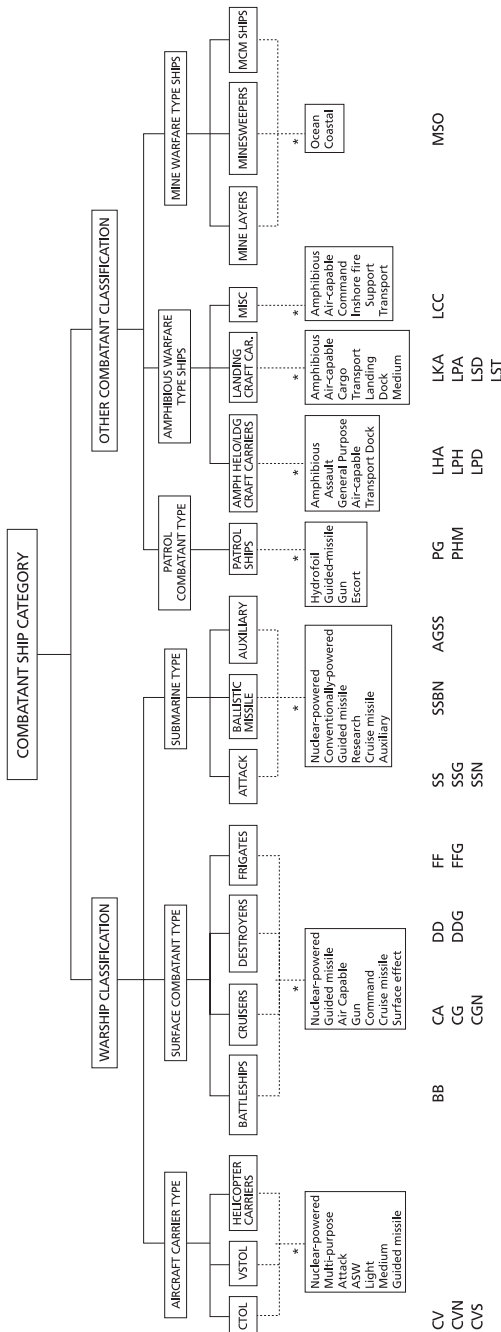 COMBATANT SHIP CATEGORY
WARSHIP CLASSIFICATION
OTHER COMBATANT CLASSIFICATION
AIRCRAFT CARRIER TYPE
SURFACE COMBATANT TYPE
SUBMARINE TYPE
PATROL
COMBATANT TYPE
AMPHIBIOUS WARFARE
TYPE SHIPS
MINE WARFARE TYPE SHIPS
CTOL
VSTOL
HELICOPTER
CARRIERS
BATTLESHIPS
CRUISERS
DESTROYERS
FRIGATES
ATTACK
BALLISTIC
MISSILE
AUXILIARY
PATROL
SHIPS
AMPH HELO/LDG
CRAFT CARRIERS
LANDING
CRAFT CAR.
MISC
MINE LAYERS
MINESWEEPERS
MCM SHIPS
*
Nuclear-powered
Multi-purpose
Attack
ASW
Light
Medium
Guided missile
*
Nuclear-powered
Guided missile
Air Capable
Gun
Command
Cruise missile
Surface effect
*
Nuclear-powered
Conventionally-powered
Guided missile
Research
Cruise missile
Auxiliary
*
Hydrofoil
Guided-missile
Gun
Escort
*
Amphibious
Assault
General Purpose
Air-capable
Transport Dock
*
Amphibious
Air-capable
Cargo
Transport
Landing
Dock
Medium
*
Amphibious
Air-capable
Command
Inshore fire
Support
Transport
*
Ocean
Coastal
CV
CVN
CVS
BB
CA
CG
CGN
DD
DDG
FF
FFG
SS
SSG
SSN
SSBN
AGSS
PG
PHM
LHA
LPH
LPD
LKA
LPA
LSD
LST
LCC
MSO